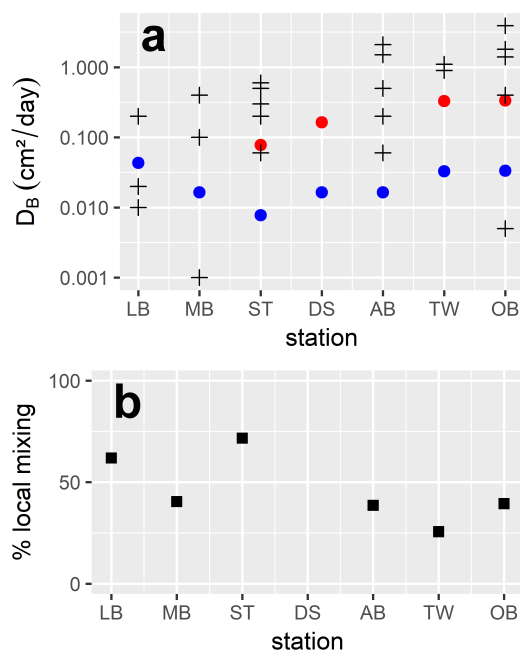 a
1.000
0.100
0.010
0.001
D_B (cm²/day)
LB MB ST DS AB TW OB
station
b
100
50
0
% local mixing
LB MB ST DS AB TW OB
station